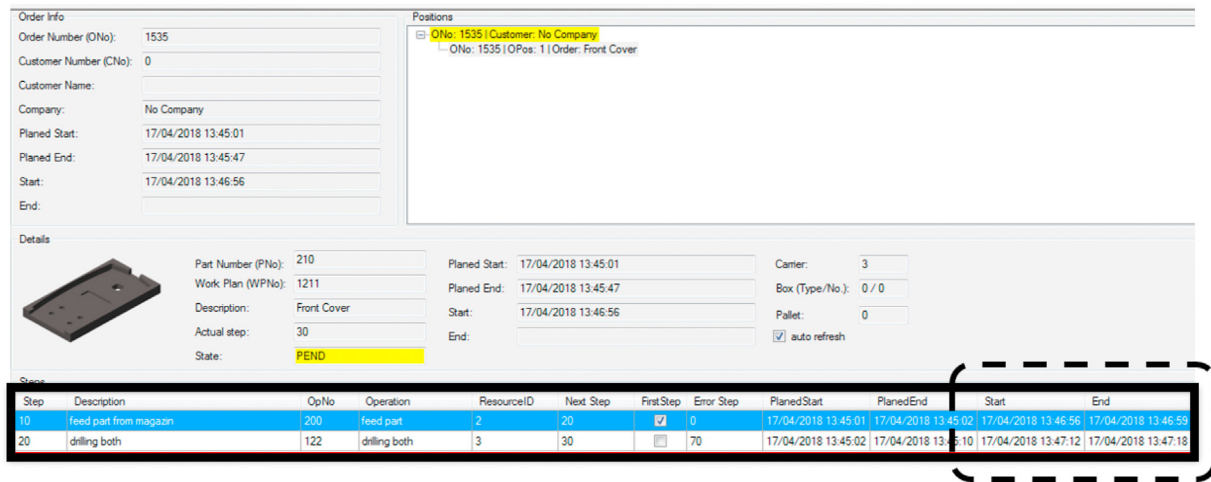 Order Info
Order Number (ONo): 1535
Customer Number (CNo): 0
Customer Name:
Company: No Company
Planed Start: 17/04/2018 13:45:01
Planed End: 17/04/2018 13:45:47
Start: 17/04/2018 13:46:56
End:
Positions
ONo: 1535 | Customer: No Company
ONo: 1535 | OPos: 1 | Order: Front Cover
Details
Part Number (PNo): 210
Work Plan (WPNo): 1211
Description: Front Cover
Actual step: 30
State: PEND
Planed Start: 17/04/2018 13:45:01
Planed End: 17/04/2018 13:45:47
Start: 17/04/2018 13:46:56
End:
Carrier: 3
Box (Type/No.): 0 / 0
Pallet: 0
auto refresh
Steps
Step Description OpNo Operation ResourceID Next Step FirstStep Error Step PlanedStart PlanedEnd Start End
10 feed part from magazin 200 feed part 2 20 0 17/04/2018 13:45:01 17/04/2018 13:45:02 17/04/2018 13:46:56 17/04/2018 13:46:59
20 drilling both 122 drilling both 3 30 70 17/04/2018 13:45:02 17/04/2018 13:45:10 17/04/2018 13:47:12 17/04/2018 13:47:18